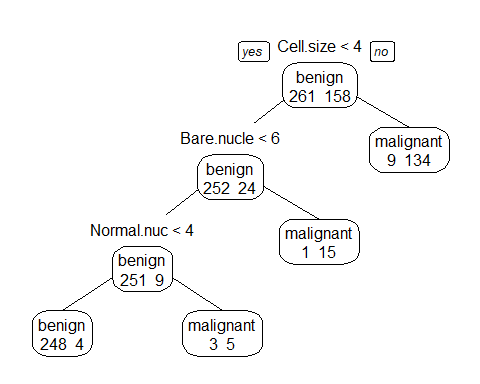 yes Cell.size < 4 no
benign
261 158
Bare.nucle < 6
malignant
9 134
benign
252 24
Normal.nuc < 4
malignant
1 15
benign
251 9
benign
248 4
malignant
3 5